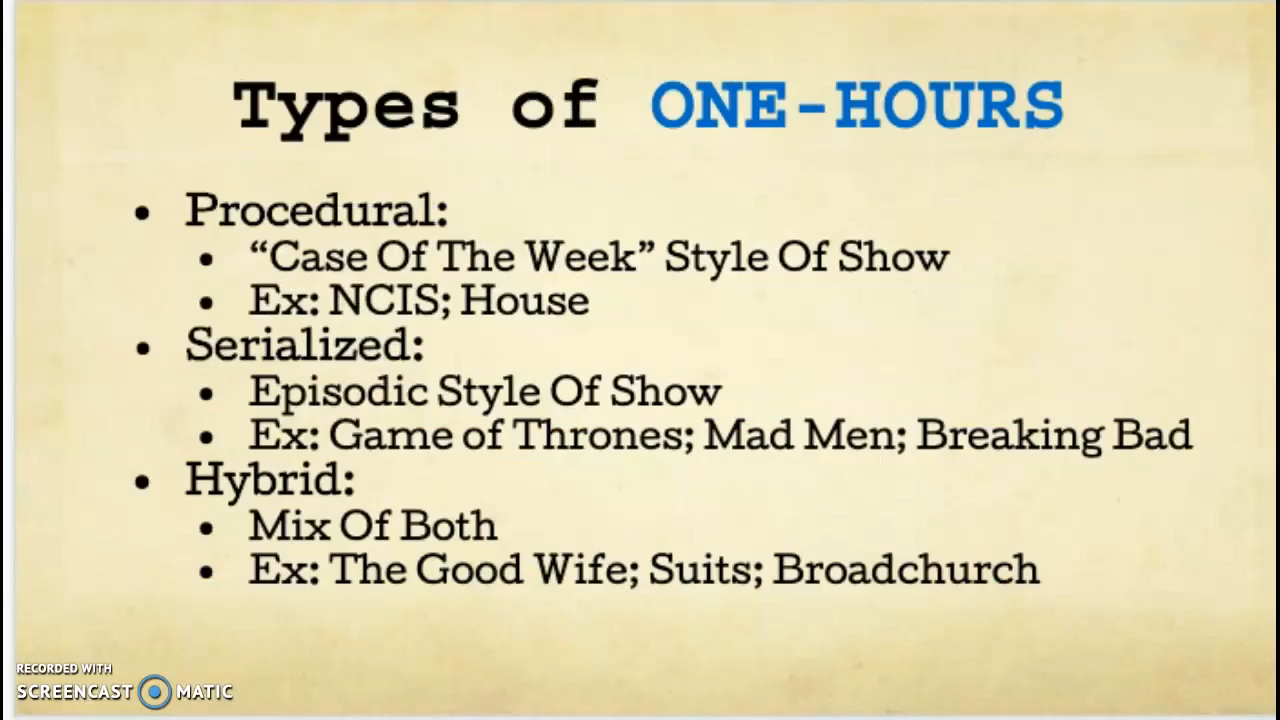 Types of ONE-HOURS
• Procedural:
• “Case Of The Week” Style Of Show
• Ex: NCIS; House
• Serialized:
• Episodic Style Of Show
• Ex: Game of Thrones; Mad Men; Breaking Bad
• Hybrid:
• Mix Of Both
• Ex: The Good Wife; Suits; Broadchurch
RECORDED WITH
SCREENCAST MATIC